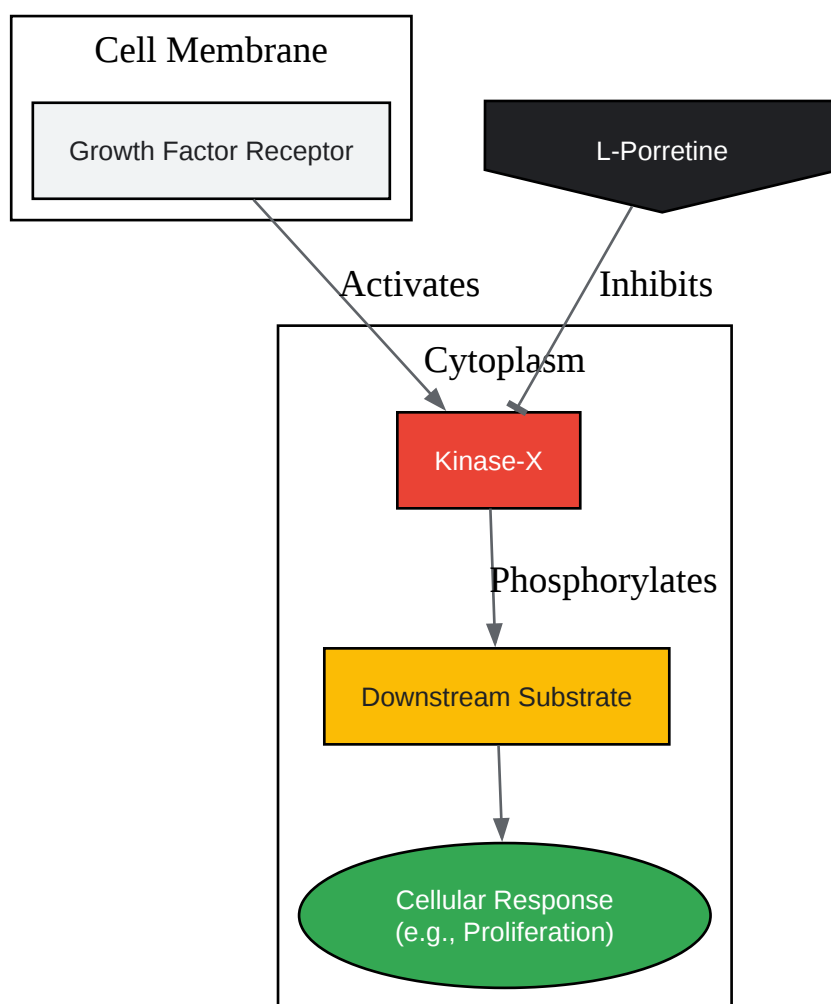 Cell Membrane
Growth Factor Receptor
L-Porretine
Activates
Inhibits
Cytoplasm
Kinase-X
Phosphorylates
Downstream Substrate
Cellular Response
(e.g., Proliferation)